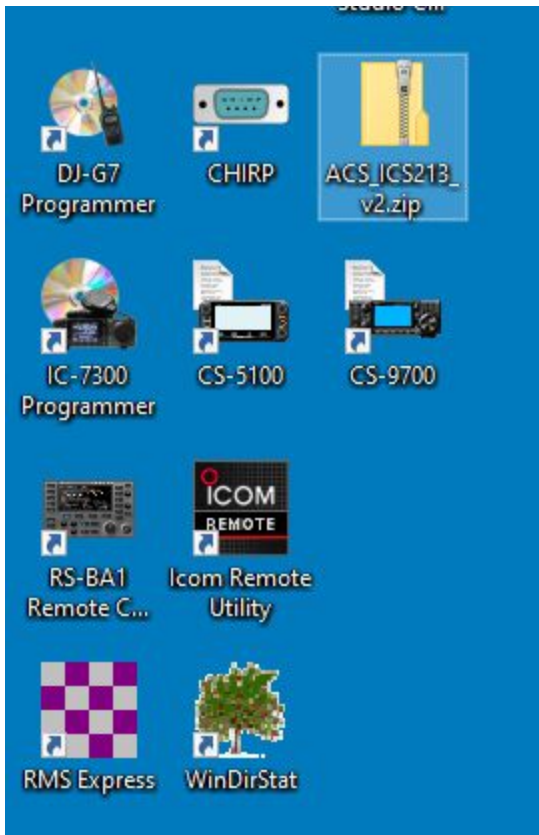 DJ-G7
Programmer
CHIRP
ACS_ICS213_
v2.zip
IC-7300
Programmer
CS-5100
CS-9700
RS-BA1
Remote C...
ICOM
REMOTE
Icom Remote
Utility
RMS Express
WinDirStat